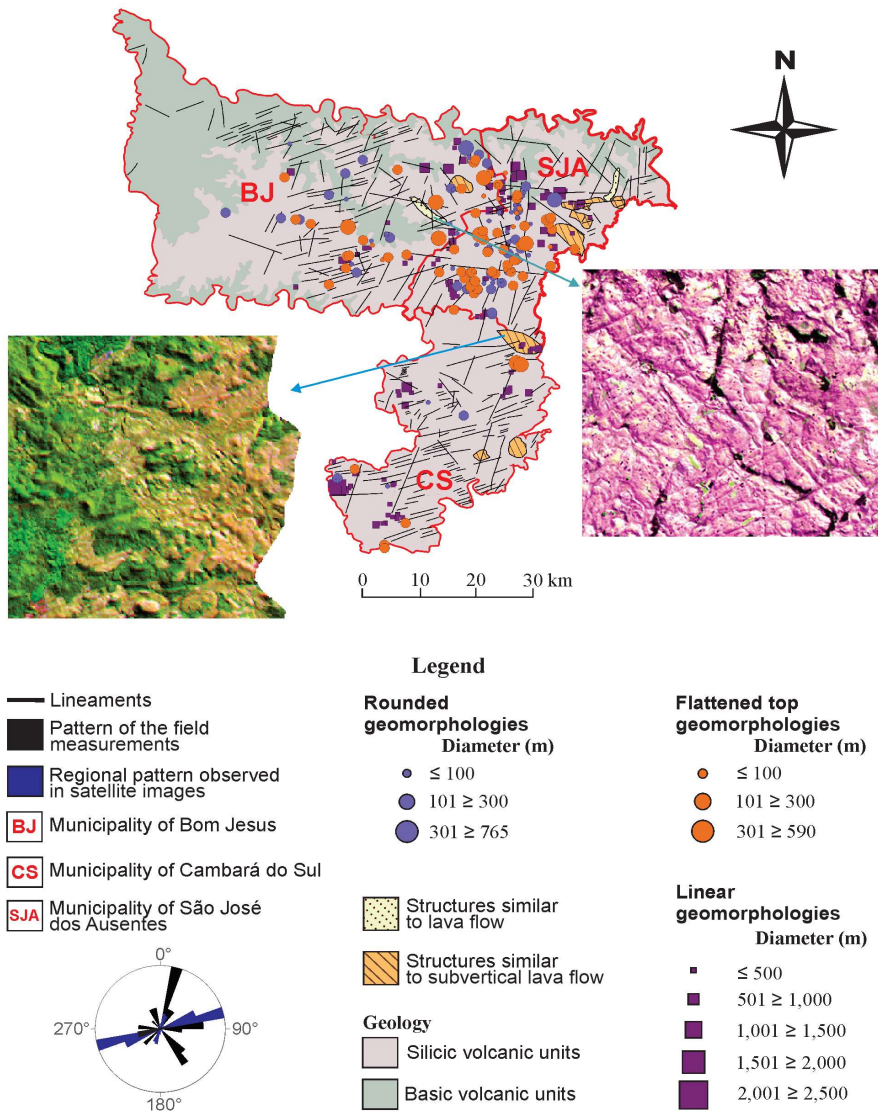 N
BJ
SJA
CS
0 10 20 30 km
Legend
Lineaments
Pattern of the field
measurements
Regional pattern observed
in satellite images
BJ Municipality of Bom Jesus
CS Municipality of Cambará do Sul
SJA Municipality of São José
dos Ausentes
0°
270° 90°
180°
Rounded
geomorphologies
Diameter (m)
≤ 100
101 ≥ 300
301 ≥ 765
Structures similar
to lava flow
Structures similar
to subvertical lava flow
Geology
Silicic volcanic units
Basic volcanic units
Flattened top
geomorphologies
Diameter (m)
≤ 100
101 ≥ 300
301 ≥ 590
Linear
geomorphologies
Diameter (m)
≤ 500
501 ≥ 1,000
1,001 ≥ 1,500
1,501 ≥ 2,000
2,001 ≥ 2,500